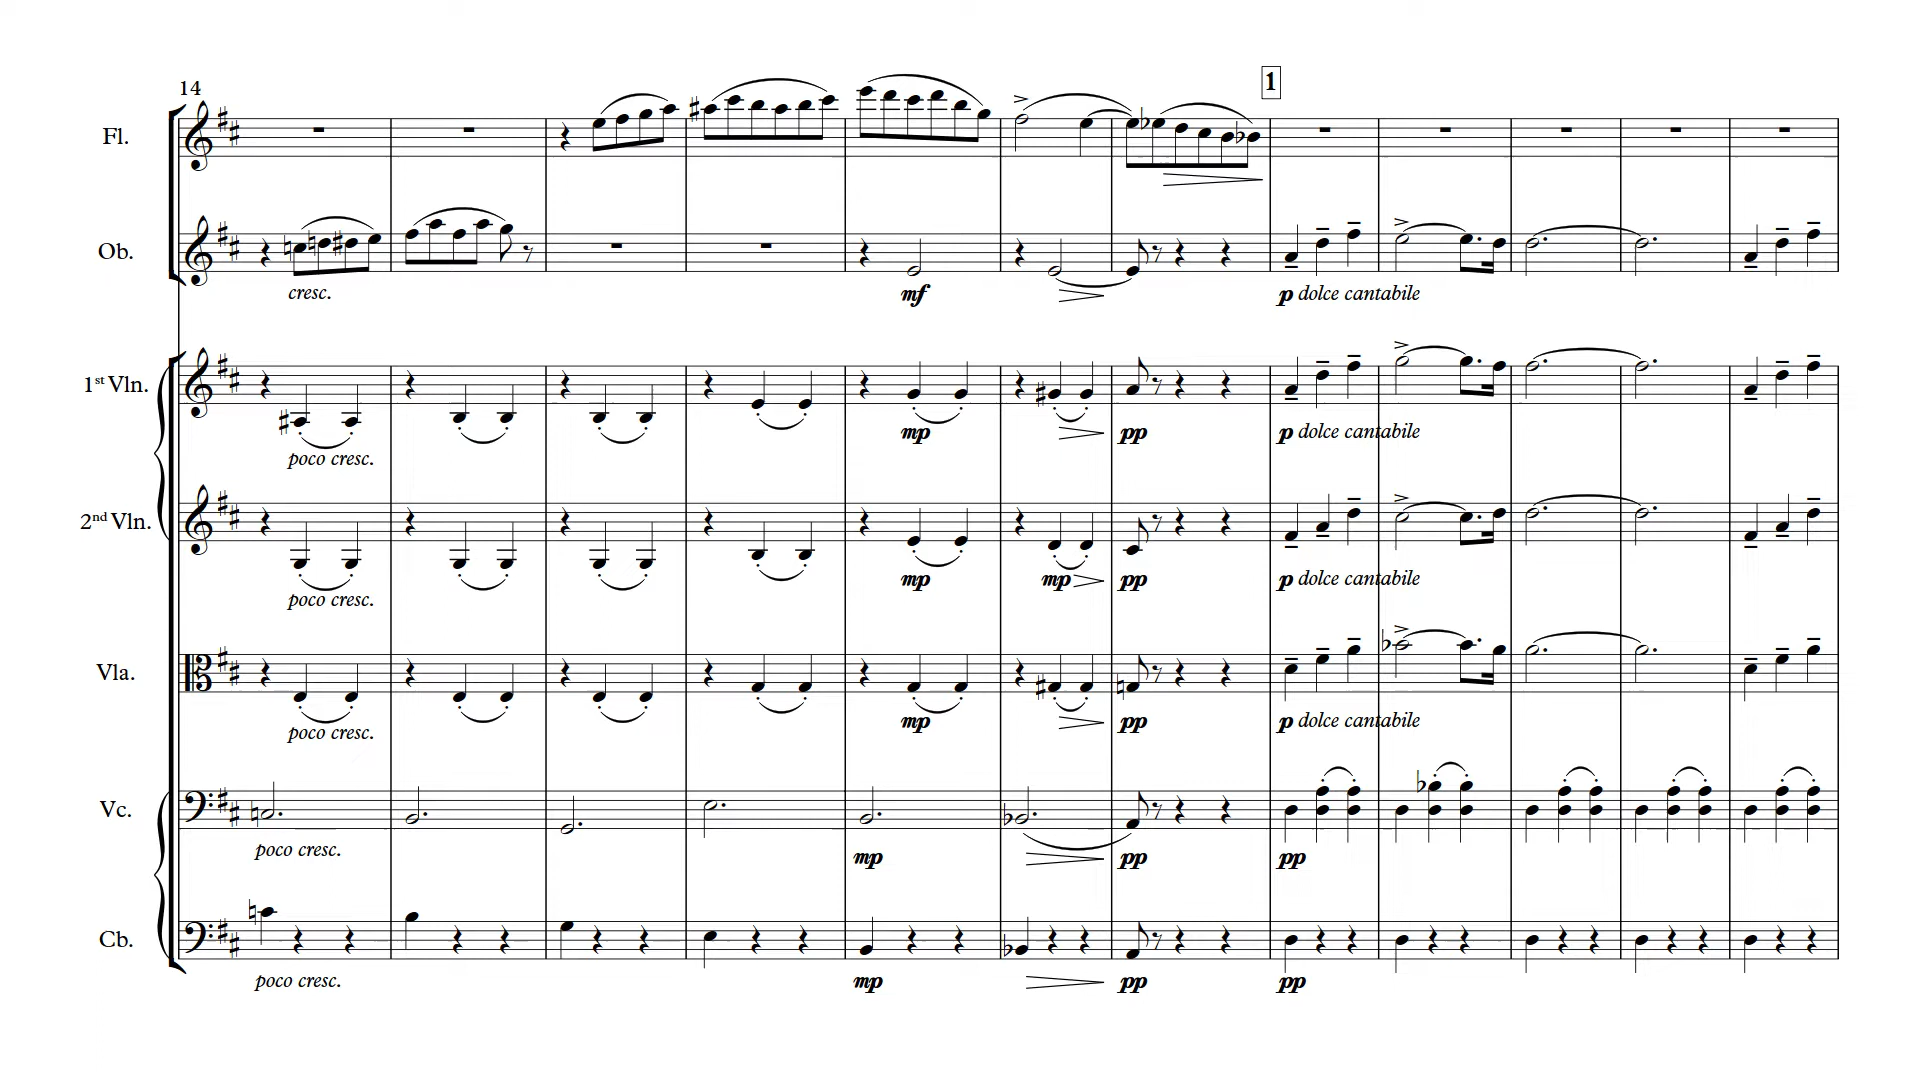 14
1
Fl.
Ob.
cresc.
mf
p dolce cantabile
1st Vln.
poco cresc.
mp
pp
p dolce cantabile
2nd Vln.
poco cresc.
mp
mp
pp
p dolce cantabile
Vla.
poco cresc.
mp
pp
p dolce cantabile
Vc.
poco cresc.
mp
pp
pp
Cb.
poco cresc.
mp
pp
pp